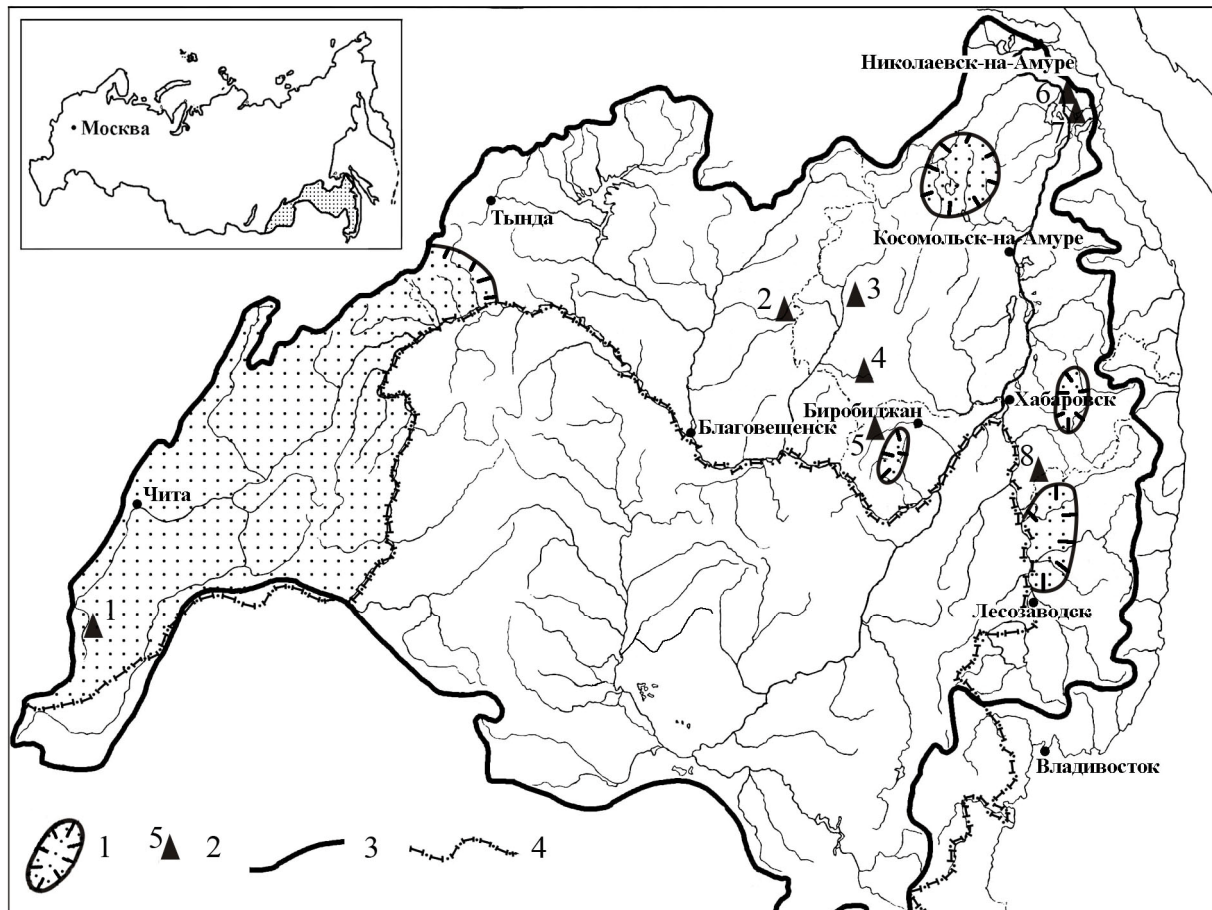 Москва
Николаевск-на-Амуре
6
7
Тында
Косомольск-на-Амуре
2
3
4
Биробиджан
Хабаровск
Благовещенск
5
8
Чита
Лесозаводск
1
Владивосток
1
5
2
3
4